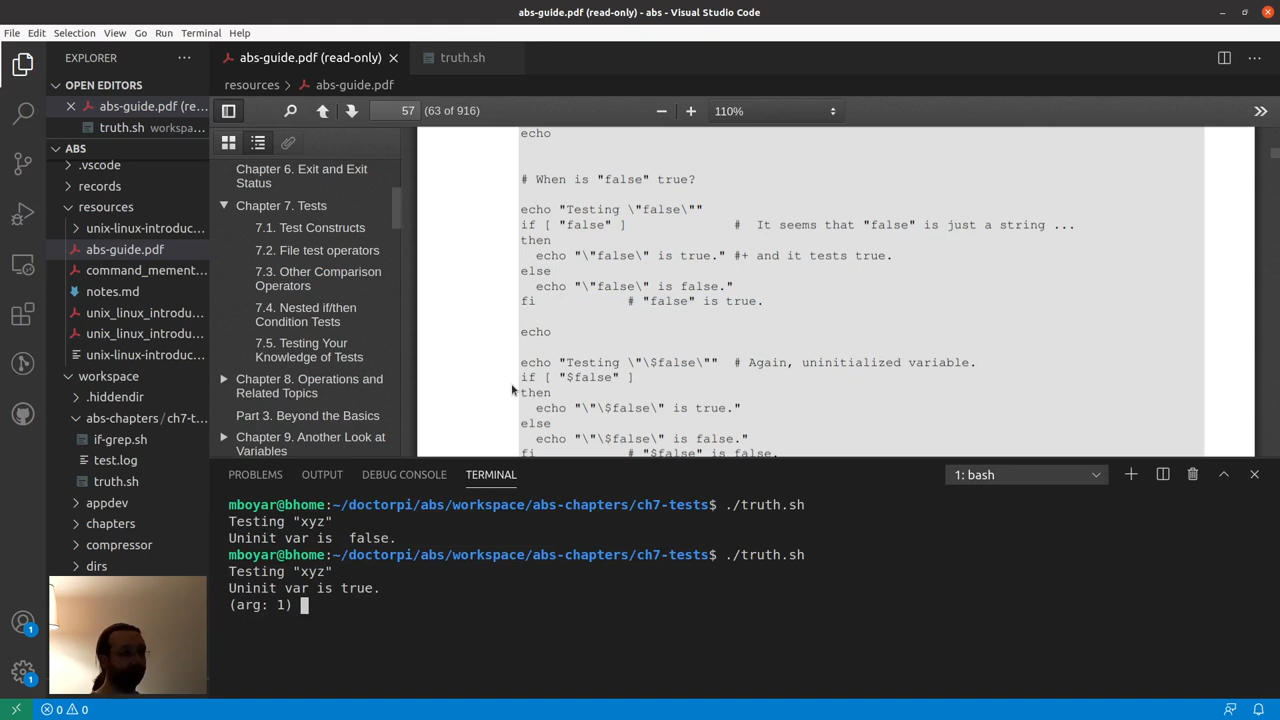 abs-guide.pdf (read-only) - abs - Visual Studio Code
File Edit Selection View Go Run Terminal Help
EXPLORER
OPEN EDITORS
abs-guide.pdf (re...
truth.sh workspa...
ABS
.vscode
records
resources
unix-linux-introduc...
abs-guide.pdf
command_mement...
notes.md
unix_linux_introdu...
unix_linux_introdu...
unix-linux-introduc...
workspace
.hiddendir
abs-chapters / ch7-t...
if-grep.sh
test.log
truth.sh
appdev
chapters
compressor
dirs
1
1
abs-guide.pdf (read-only)
truth.sh
resources > abs-guide.pdf
57 (63 of 916)
110%
Chapter 6. Exit and Exit
Status
Chapter 7. Tests
7.1. Test Constructs
7.2. File test operators
7.3. Other Comparison
Operators
7.4. Nested if/then
Condition Tests
7.5. Testing Your
Knowledge of Tests
Chapter 8. Operations and
Related Topics
Part 3. Beyond the Basics
Chapter 9. Another Look at
Variables
echo
# When is "false" true?
echo "Testing \"false\""
if [ "false" ] # It seems that "false" is just a string ...
then
echo "\"false\" is true." #+ and it tests true.
else
echo "\"false\" is false."
fi # "false" is true.
echo
echo "Testing \"\$false\"" # Again, uninitialized variable.
if [ "$false" ]
then
echo "\"\$false\" is true."
else
echo "\"\$false\" is false."
fi # "$false" is false.
PROBLEMS OUTPUT DEBUG CONSOLE TERMINAL
1: bash
mboyar@bhome:~/doctorpi/abs/workspace/abs-chapters/ch7-tests$ ./truth.sh
Testing "xyz"
Uninit var is  false.
mboyar@bhome:~/doctorpi/abs/workspace/abs-chapters/ch7-tests$ ./truth.sh
Testing "xyz"
Uninit var is true.
(arg: 1)
0 0